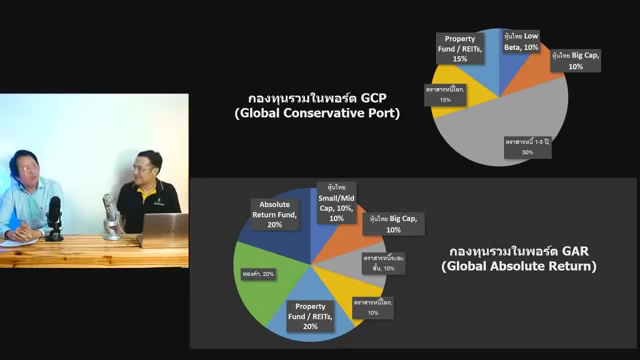 กองทุนรวมในพอร์ต GCP
(Global Conservative Port)
Property
Fund / REITs,
15%
หุ้นไทย Low
Beta, 10%
หุ้นไทย Big Cap,
10%
ตราสารหนี้โลก,
15%
ตราสารหนี้ 1-3 ปี,
50%
Absolute
Return Fund,
20%
หุ้นไทย
Small/Mid
Cap, 10%,
10%
หุ้นไทย Big Cap,
10%
ตราสารหนี้ระยะ
สั้น, 10%
ตราสารหนี้โลก,
10%
Property
Fund / REITs,
20%
ทองคำ, 20%
กองทุนรวมในพอร์ต GAR
(Global Absolute Return)